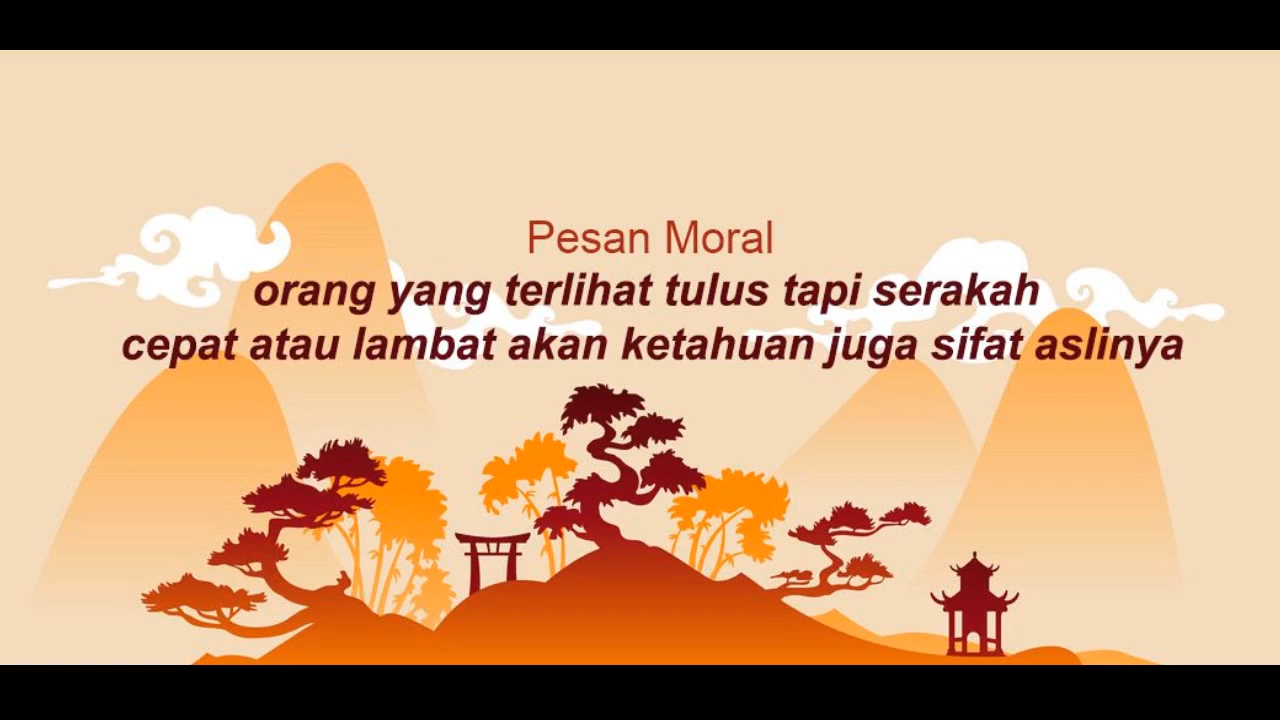 Pesan Moral
orang yang terlihat tulus tapi serakah
cepat atau lambat akan ketahuan juga sifat aslinya